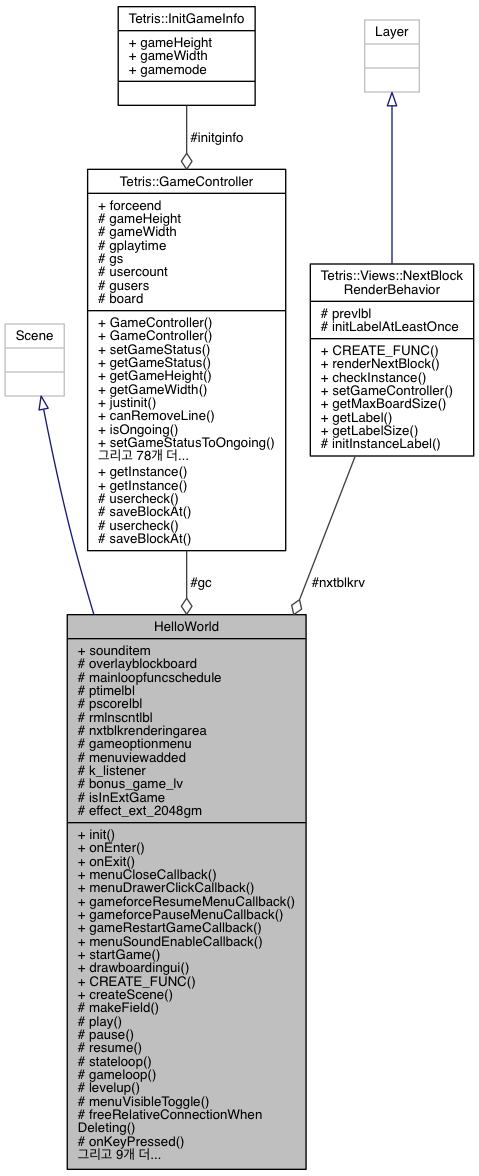 Tetris::InitGameInfo
+ gameHeight
+ gameWidth
+ gamemode
Layer
#initginfo
Tetris::GameController
+ forceend
# gameHeight
# gameWidth
# gplaytime
# gs
# usercount
# gusers
# board
+ GameController()
+ GameController()
+ setGameStatus()
+ getGameStatus()
+ getGameHeight()
+ getGameWidth()
+ justinit()
+ canRemoveLine()
+ isOngoing()
+ setGameStatusToOngoing()
그리고 78개 더...
+ getInstance()
+ getInstance()
# usercheck()
# saveBlockAt()
# usercheck()
# saveBlockAt()
Tetris::Views::NextBlock
RenderBehavior
# prevlbl
# initLabelAtLeastOnce
+ CREATE_FUNC()
+ renderNextBlock()
+ checkInstance()
+ setGameController()
+ getMaxBoardSize()
+ getLabel()
+ getLabelSize()
# initInstanceLabel()
Scene
#gc
#nxtblkrv
HelloWorld
+ sounditem
# overlayblockboard
# mainloopfuncschedule
# ptimelbl
# pscorelbl
# rmlnscntlbl
# nxtblkrenderingarea
# gameoptionmenu
# menuviewadded
# k_listener
# bonus_game_lv
# isInExtGame
# effect_ext_2048gm
+ init()
+ onEnter()
+ onExit()
+ menuCloseCallback()
+ menuDrawerClickCallback()
+ gameforceResumeMenuCallback()
+ gameforcePauseMenuCallback()
+ gameRestartGameCallback()
+ menuSoundEnableCallback()
+ startGame()
+ drawboardingui()
+ CREATE_FUNC()
+ createScene()
# makeField()
# play()
# pause()
# resume()
# stateloop()
# gameloop()
# levelup()
# menuVisibleToggle()
# freeRelativeConnectionWhen
Deleting()
# onKeyPressed()
그리고 9개 더...